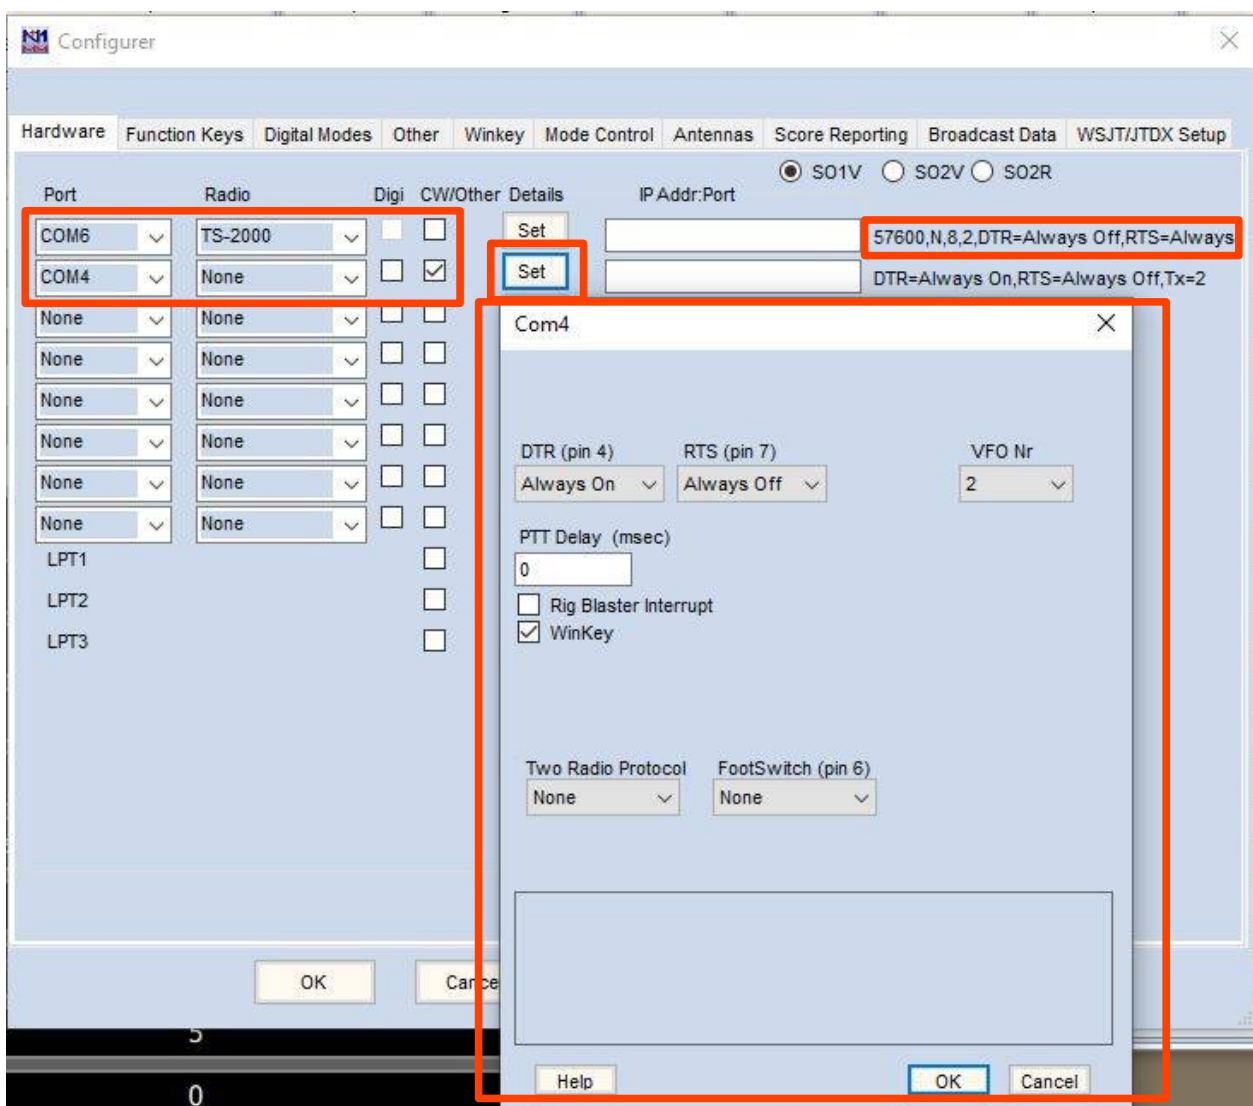 N1MM Configurer
Hardware Function Keys Digital Modes Other Winkey Mode Control Antennas Score Reporting Broadcast Data WSJT/JTDX Setup
SO1V SO2V SO2R
Port Radio Digi CW/Other Details IP Addr:Port
COM6 TS-2000 Set 57600,N,8,2,DTR=Always Off,RTS=Always
COM4 None Set DTR=Always On,RTS=Always Off,Tx=2
None None
Com4
None None
None None
None None
DTR (pin 4) RTS (pin 7) VFO Nr
None None
Always On Always Off 2
None None
PTT Delay (msec)
LPT1
0
LPT2
Rig Blaster Interrupt
WinKey
LPT3
Two Radio Protocol FootSwitch (pin 6)
None None
OK Cance
5
Help OK Cancel
0